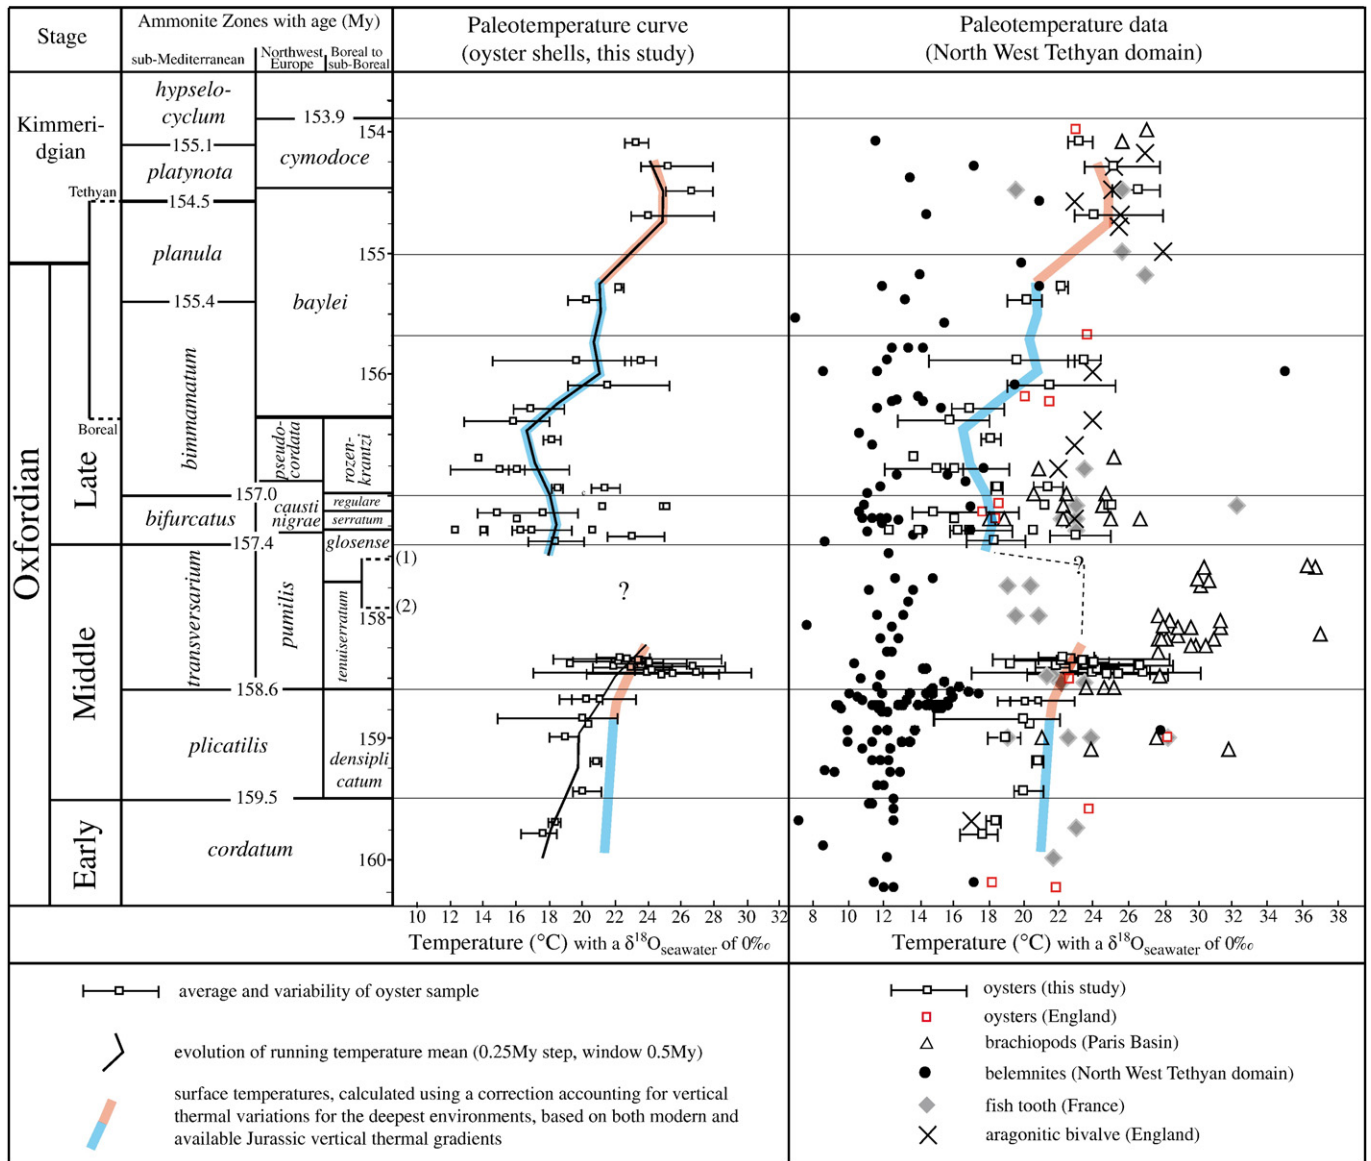 Stage
Ammonite Zones with age (My)
sub-Mediterranean
Northwest
Europe
Boreal to
sub-Boreal
Paleotemperature curve
(oyster shells, this study)
Paleotemperature data
(North West Tethyan domain)
Kimmeri-
dgian
hypselo-
cyclum
153.9
154
155.1
cymodoce
platynota
Tethyan
154.5
planula
155
155.4
baylei
bimmamatum
156
Boreal
pseudo-
cordata
rozen-
krantzi
Oxfordian
Late
157.0
157
causti
nigrae
regulare
bifurcatus
serratum
157.4
glosense
(1)
transversarium
pumilis
tenuiserratum
?
?
(2)
158
Middle
158.6
plicatilis
159
densipli
catum
159.5
Early
cordatum
160
10 12 14 16 18 20 22 24 26 28 30 32
8 10 12 14 16 18 20 22 24 26 28 30 32 34 36 38
Temperature (°C) with a δ18Oseawater of 0‰
Temperature (°C) with a δ18Oseawater of 0‰
average and variability of oyster sample
evolution of running temperature mean (0.25My step, window 0.5My)
surface temperatures, calculated using a correction accounting for vertical
thermal variations for the deepest environments, based on both modern and
available Jurassic vertical thermal gradients
oysters (this study)
oysters (England)
brachiopods (Paris Basin)
belemnites (North West Tethyan domain)
fish tooth (France)
aragonitic bivalve (England)